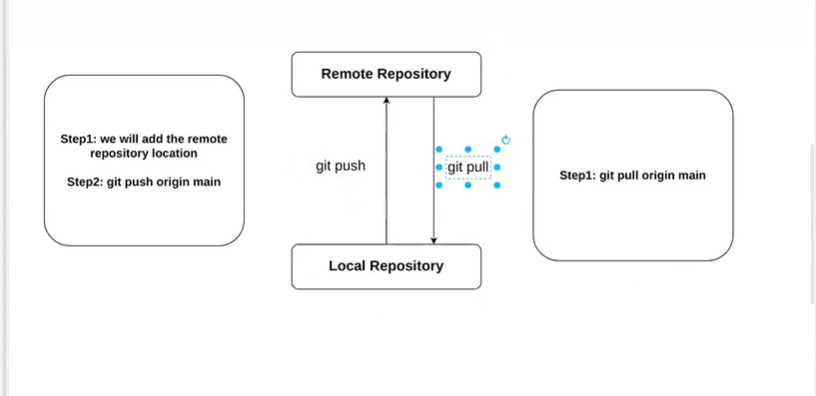 Remote Repository
Step1: we will add the remote
repository location
Step2: git push origin main
git push
git pull
Step1: git pull origin main
Local Repository